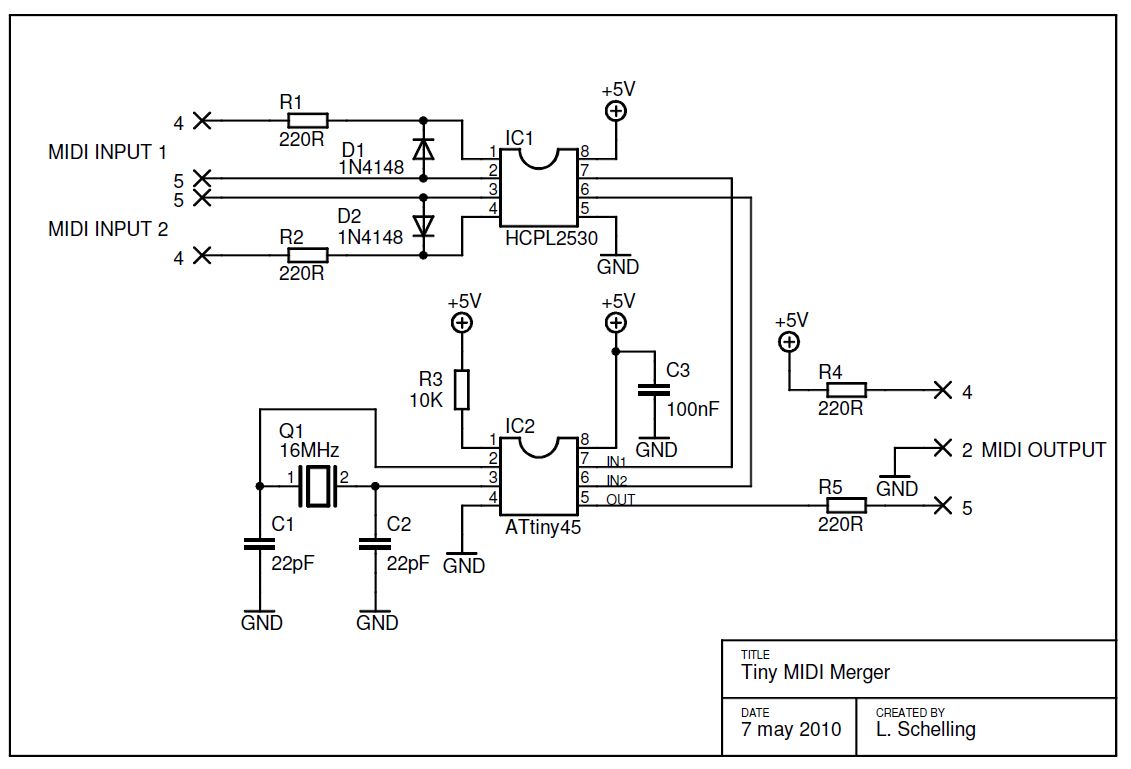 +5V
R1
4
220R
MIDI INPUT 1
D1
1N4148
5
5
MIDI INPUT 2
D2
1N4148
R2
4
220R
IC1
1
2
3
4
8
7
6
5
HCPL2530
GND
+5V
+5V
+5V
R3
10K
C3
100nF
GND
R4
220R
4
2 MIDI OUTPUT
GND
R5
220R
5
Q1
16MHz
1
2
IC2
1
2
3
4
8
7
6
5
IN1
IN2
OUT
ATtiny45
C1
22pF
C2
22pF
GND
GND
GND
TITLE
Tiny MIDI Merger
DATE
7 may 2010
CREATED BY
L. Schelling